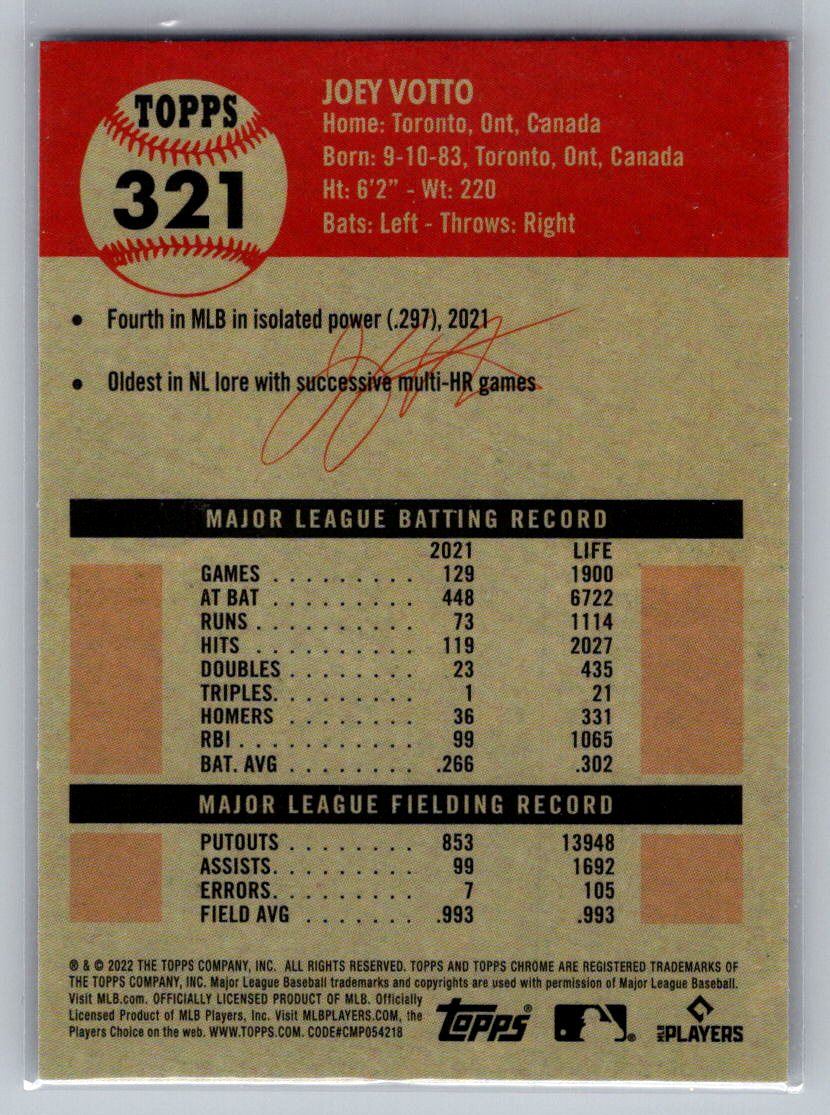 TOPPS
321
JOEY VOTTO
Home: Toronto, Ont, Canada
Born: 9-10-83, Toronto, Ont, Canada
Ht: 6'2" - Wt: 220
Bats: Left - Throws: Right
• Fourth in MLB in isolated power (.297), 2021
• Oldest in NL lore with successive multi-HR games
MAJOR LEAGUE BATTING RECORD
2021 LIFE
GAMES . . . . . . . . . 129 1900
AT BAT . . . . . . . . . 448 6722
RUNS . . . . . . . . . . 73 1114
HITS . . . . . . . . . . 119 2027
DOUBLES . . . . . . . . 23 435
TRIPLES. . . . . . . . . 1 21
HOMERS . . . . . . . . 36 331
RBI . . . . . . . . . . . 99 1065
BAT. AVG . . . . . . . . .266 .302
MAJOR LEAGUE FIELDING RECORD
PUTOUTS . . . . . . . . 853 13948
ASSISTS. . . . . . . . . 99 1692
ERRORS. . . . . . . . . 7 105
FIELD AVG . . . . . . . .993 .993
® & © 2022 THE TOPPS COMPANY, INC. ALL RIGHTS RESERVED. TOPPS AND TOPPS CHROME ARE REGISTERED TRADEMARKS OF
THE TOPPS COMPANY, INC. Major League Baseball trademarks and copyrights are used with permission of Major League Baseball.
Visit MLB.com. OFFICIALLY LICENSED PRODUCT OF MLB. Officially
Licensed Product of MLB Players, Inc. Visit MLBPLAYERS.COM, the
Players Choice on the web. WWW.TOPPS.COM. CODE#CMP054218
topps®
MLB PLAYERS